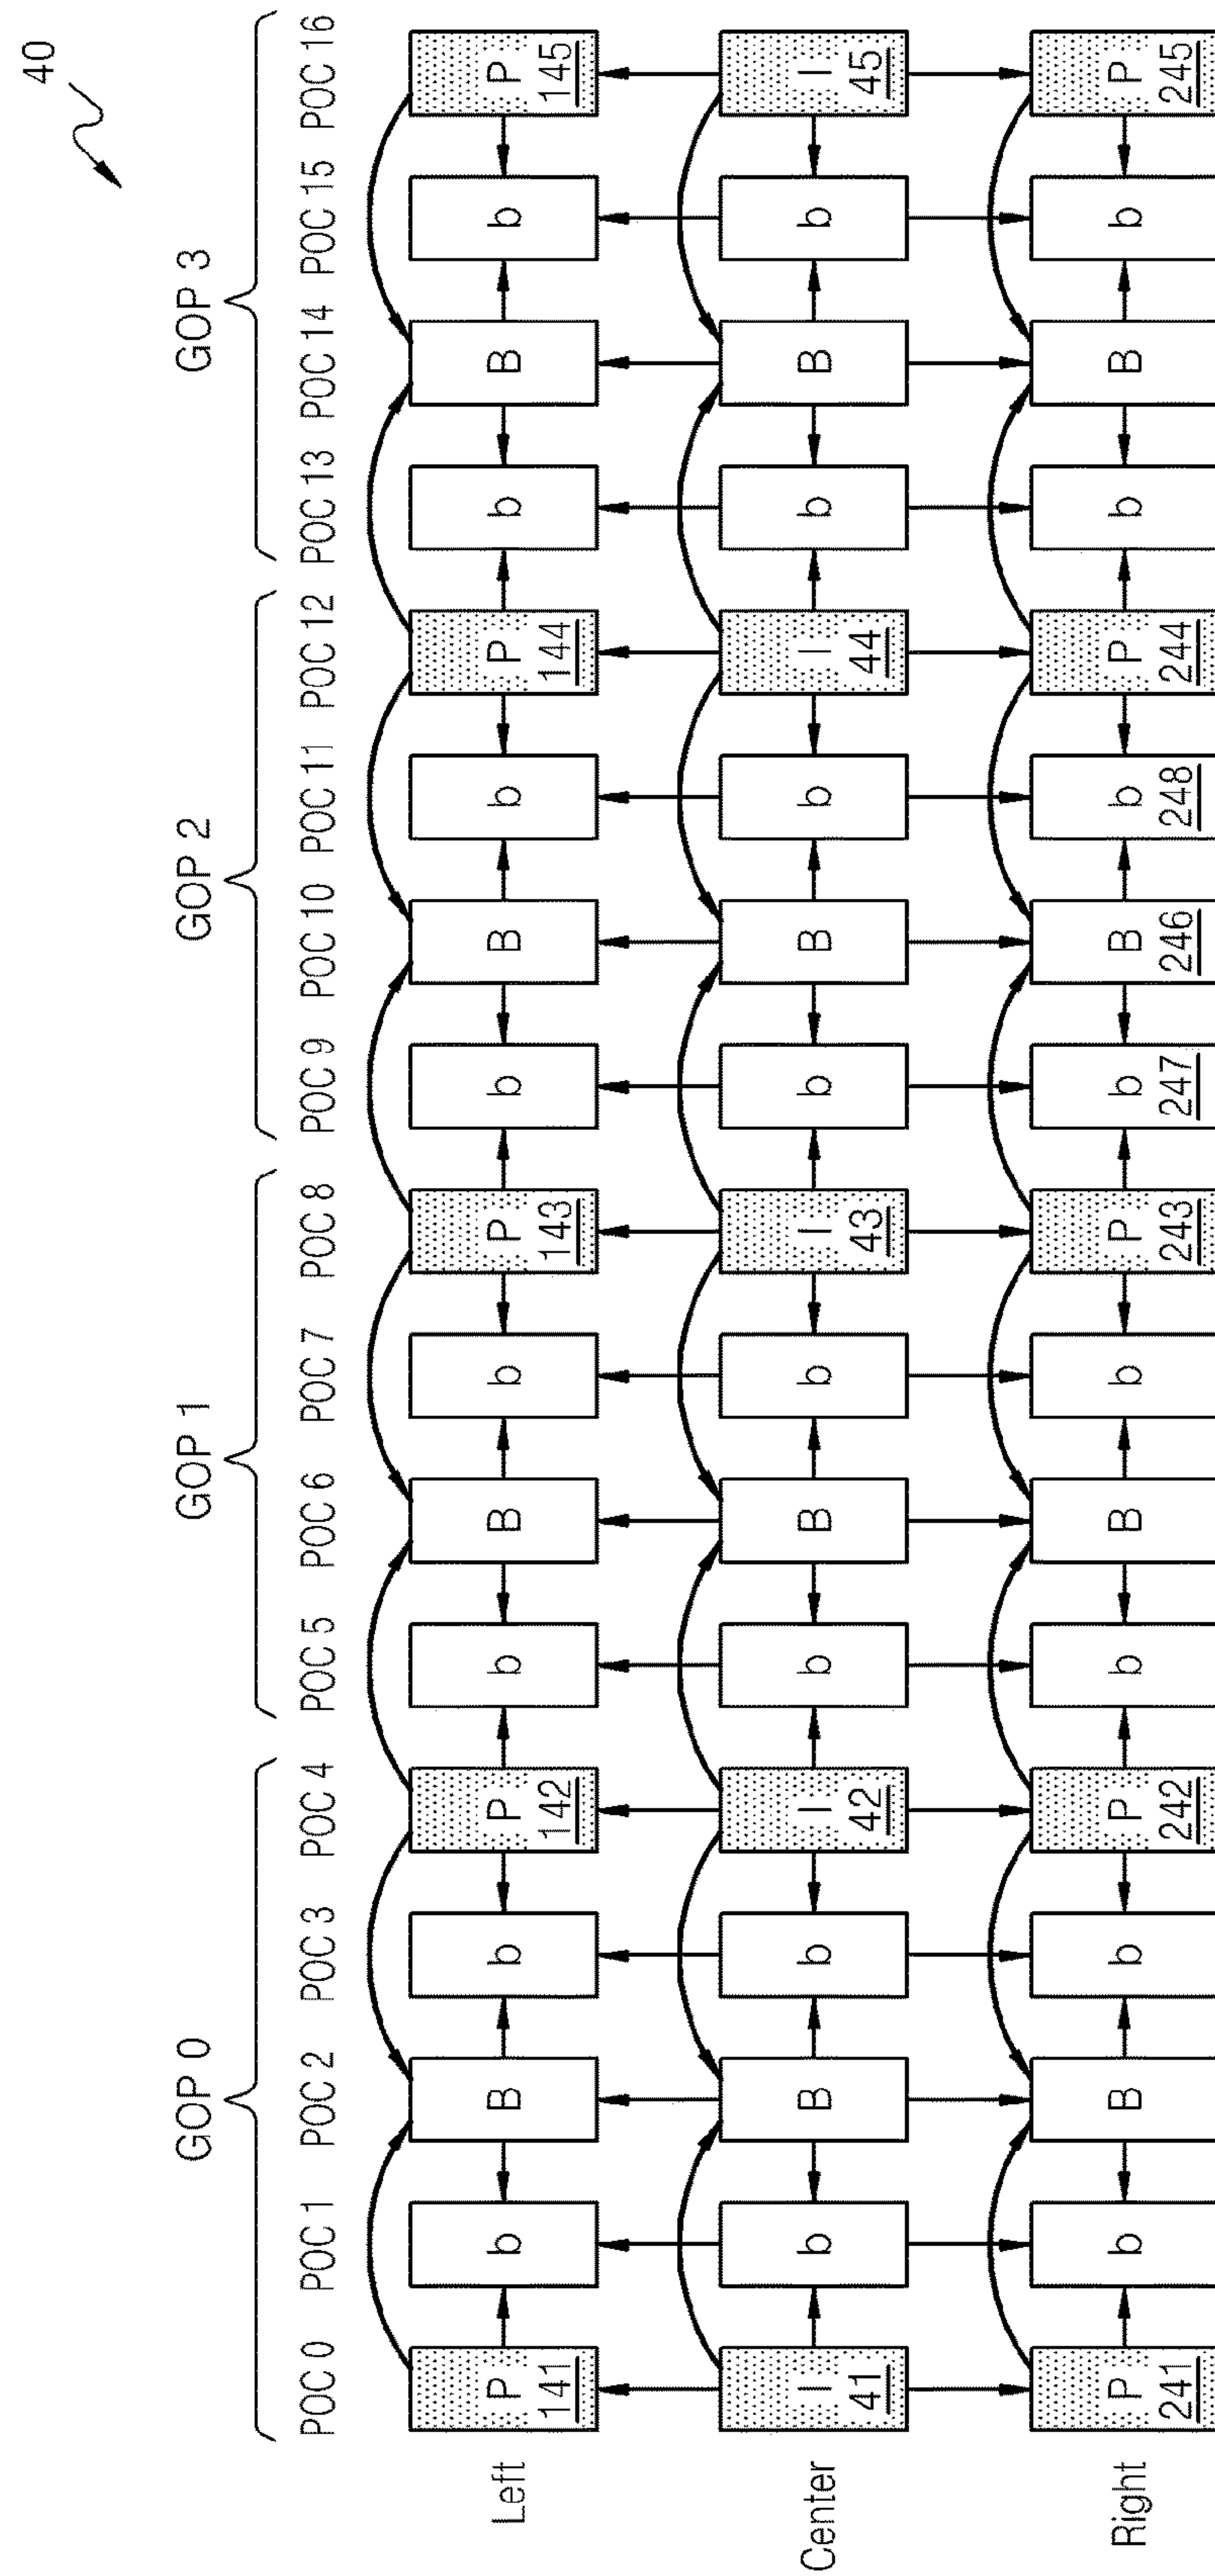 40
GOP 0 GOP 1 GOP 2 GOP 3
POC 0 POC 1 POC 2 POC 3 POC 4 POC 5 POC 6 POC 7 POC 8 POC 9 POC 10 POC 11 POC 12 POC 13 POC 14 POC 15 POC 16
Left P b B b P b B b P b B b P b B b P
141 142 143 144 145
Center I b B b I b B b I b B b I b B b I
41 42 43 44 45
Right P b B b P b B b P b B b P b B b P
241 242 243 247 246 248 244 245